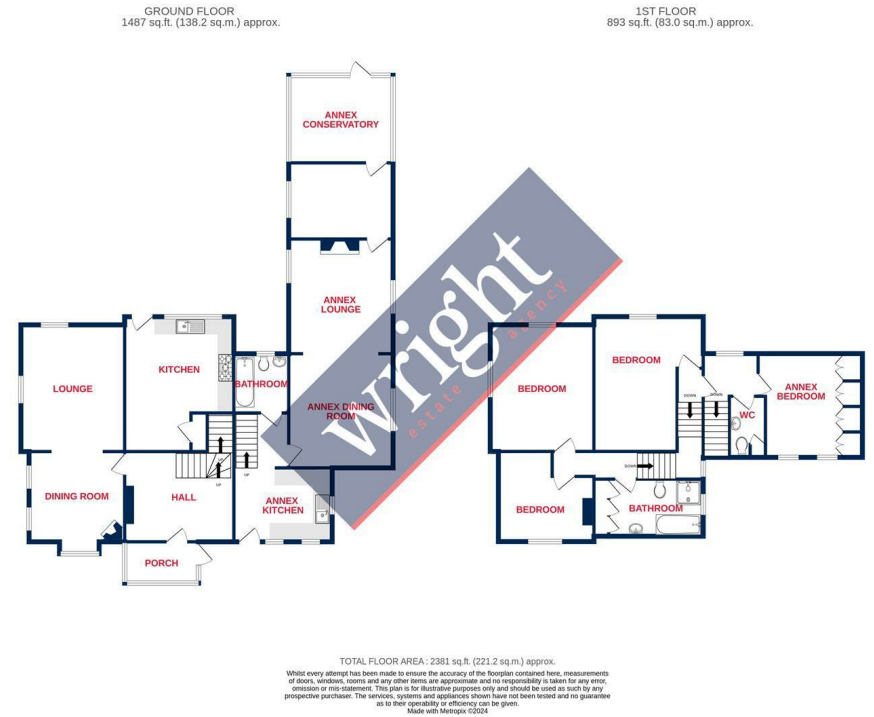 GROUND FLOOR
1487 sq.ft. (138.2 sq.m.) approx.
1ST FLOOR
893 sq.ft. (83.0 sq.m.) approx.
ANNEX
CONSERVATORY
ANNEX
LOUNGE
KITCHEN
LOUNGE
BATHROOM
ANNEX DINING
ROOM
UP
UP
UP
DINING ROOM
HALL
ANNEX
KITCHEN
PORCH
wright
estate agency
BEDROOM
BEDROOM
ANNEX
BEDROOM
DOWN
DOWN
WC
DOWN
BEDROOM
BATHROOM
TOTAL FLOOR AREA : 2381 sq.ft. (221.2 sq.m.) approx.
Whilst every attempt has been made to ensure the accuracy of the floorplan contained here, measurements
of doors, windows, rooms and any other items are approximate and no responsibility is taken for any error,
omission or mis-statement. This plan is for illustrative purposes only and should be used as such by any
prospective purchaser. The services, systems and appliances shown have not been tested and no guarantee
as to their operability or efficiency can be given.
Made with Metropix ©2024